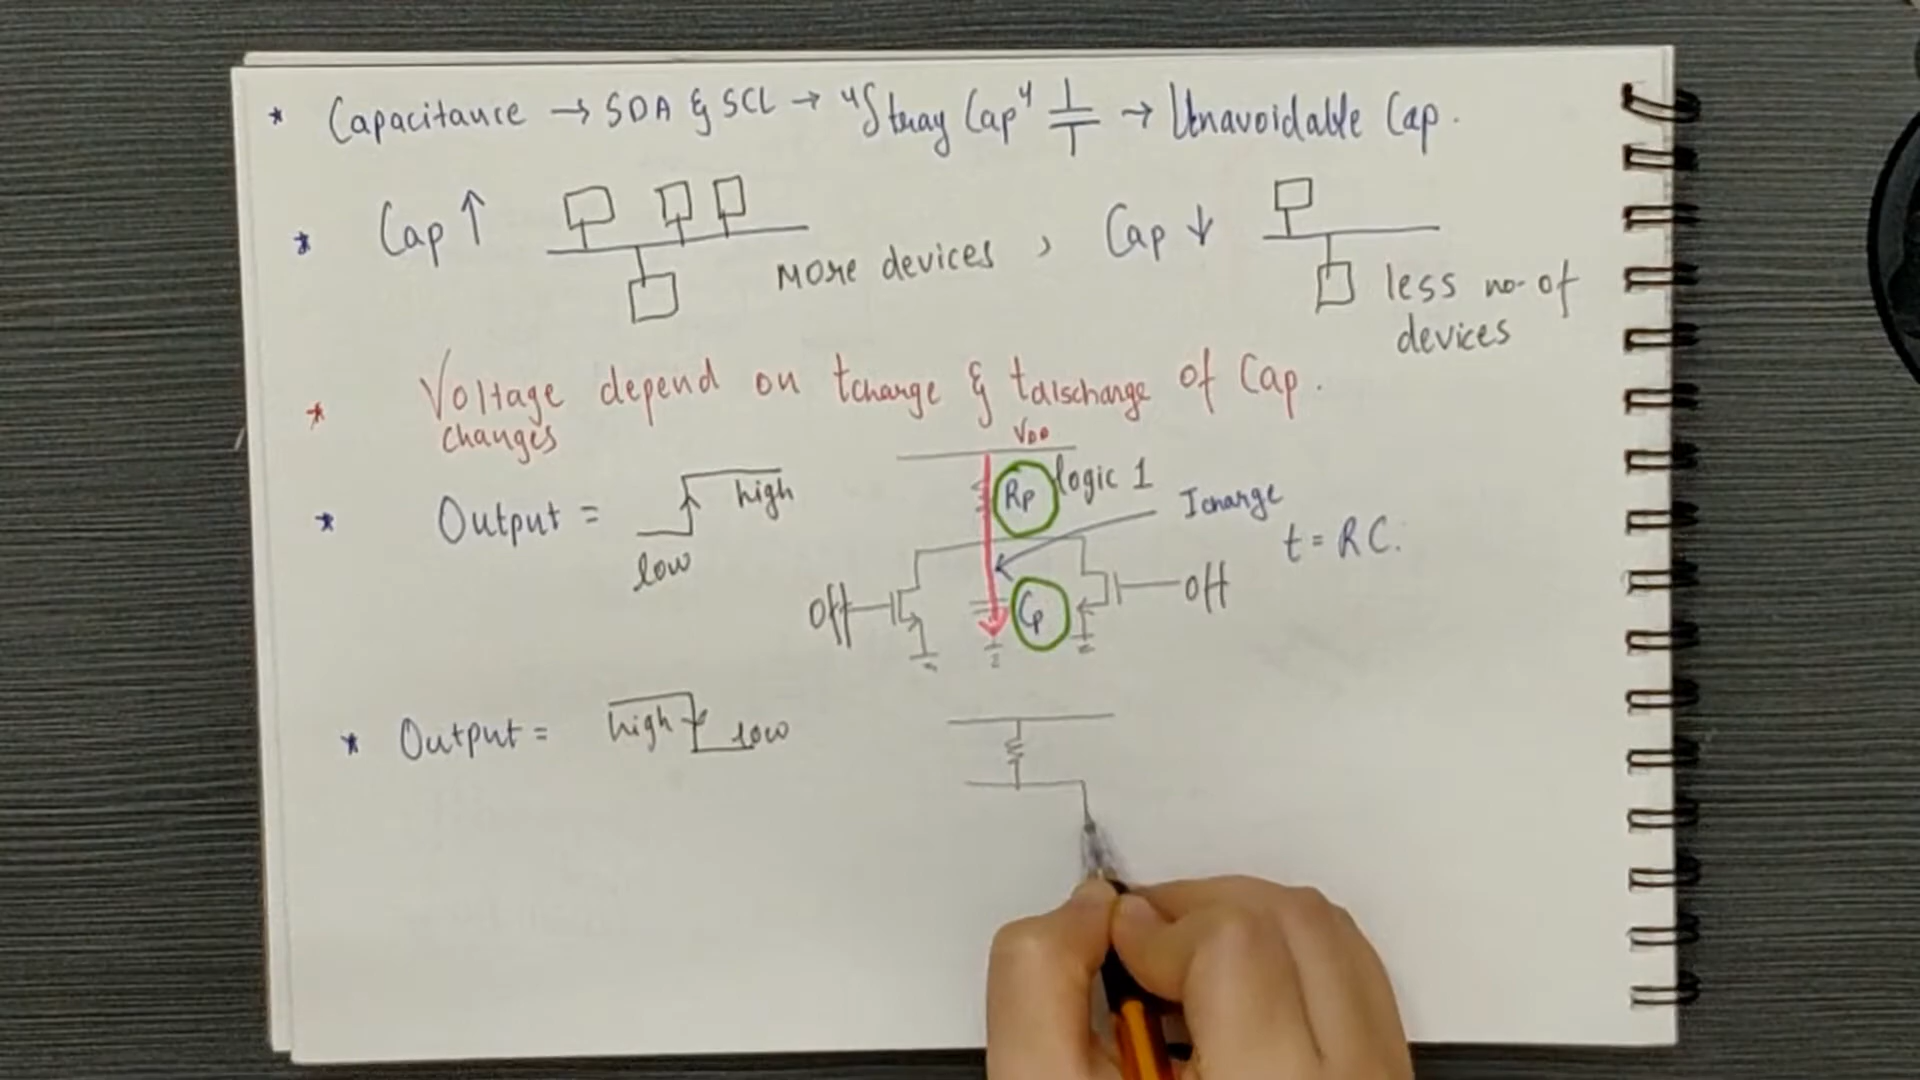 * Capacitance → SDA & SCL → "Stray Cap" → Unavoidable Cap.
* Cap ↑ More devices , Cap ↓ less no. of devices
* Voltage changes depend on tcharge & tdischarge of Cap.
VDD
* Output = low high
Rp logic 1
Icharge
t = RC.
Off Cp off
* Output = high low